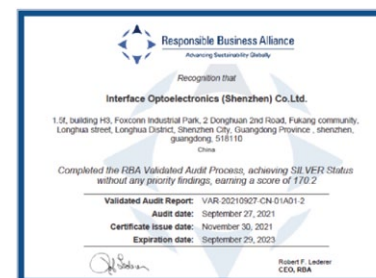 Responsible Business Alliance
Advancing Sustainability Globally
Recognition that
Interface Optoelectronics (Shenzhen) Co.Ltd.
1.5f, building H3, Foxconn Industrial Park, 2 Donghuan 2nd Road, Fukang community,
Longhua street, Longhua District, Shenzhen City, Guangdong Province , shenzhen,
guangdong, 518110
China
Completed the RBA Validated Audit Process, achieving SILVER Status
without any priority findings, earning a score of 170.2
Validated Audit Report: VAR-20210927-CN-01A01-2
Audit date: September 27, 2021
Certificate issue date: November 30, 2021
Expiration date: September 29, 2023
Robert F. Lederer
CEO, RBA